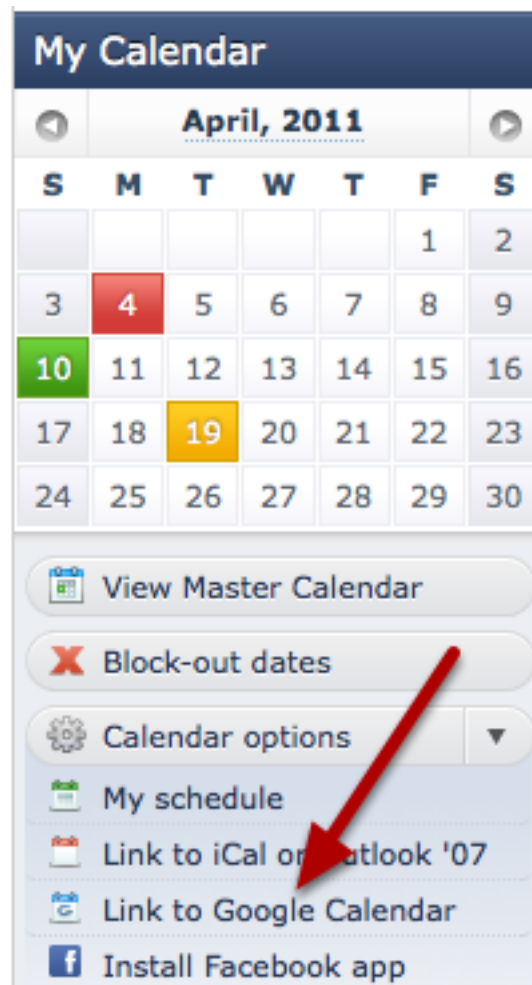 My Calendar
April, 2011
S M T W T F S
1 2
3 4 5 6 7 8 9
10 11 12 13 14 15 16
17 18 19 20 21 22 23
24 25 26 27 28 29 30
View Master Calendar
Block-out dates
Calendar options
My schedule
Link to iCal or Outlook '07
Link to Google Calendar
Install Facebook app